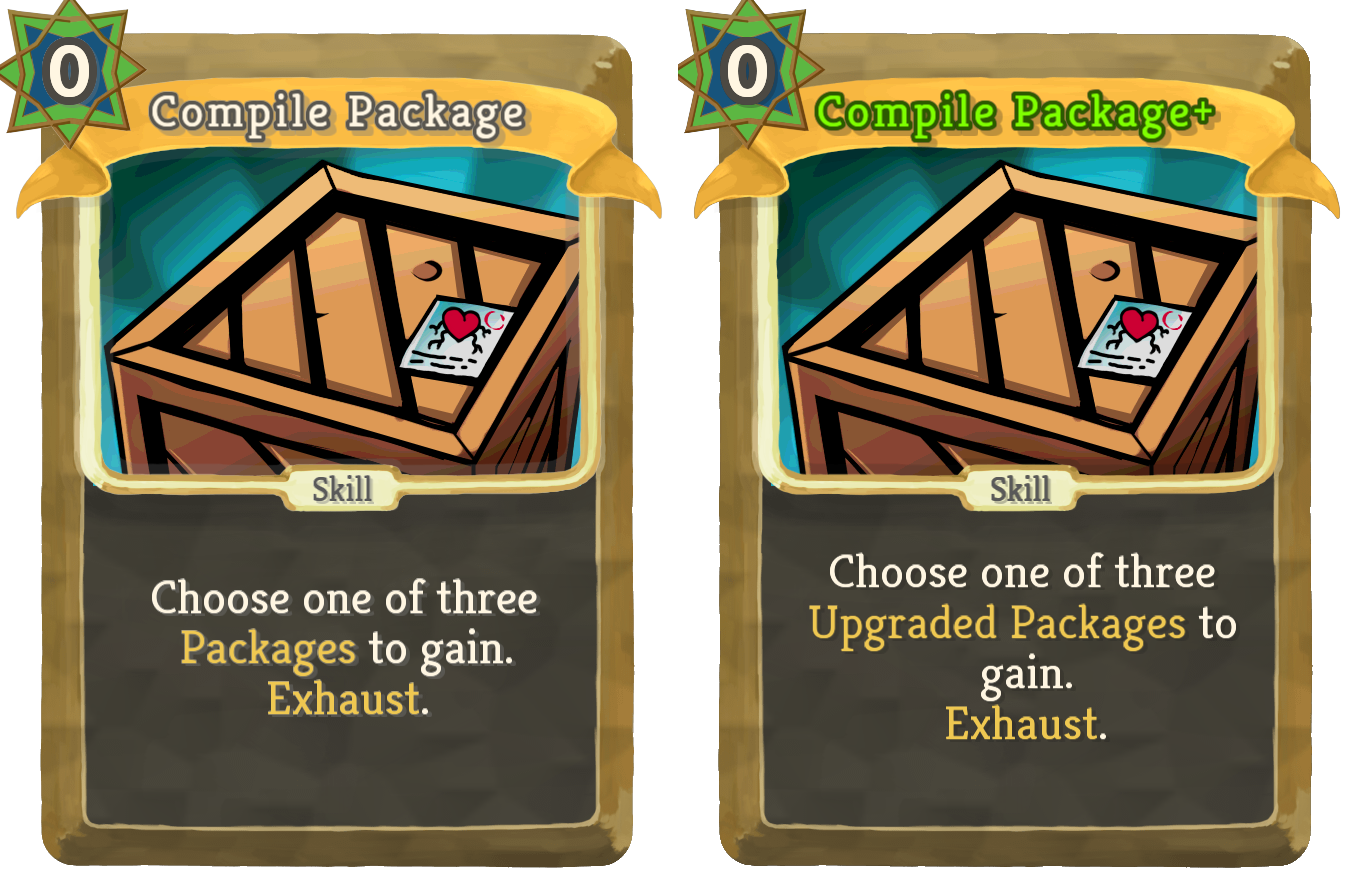 0
Compile Package
Skill
Choose one of three
Packages to gain.
Exhaust.
0
Compile Package+
Skill
Choose one of three
Upgraded Packages to
gain.
Exhaust.